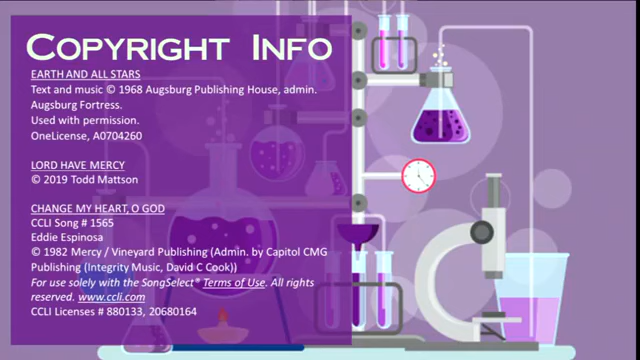 COPYRIGHT INFO
EARTH AND ALL STARS
Text and music © 1968 Augsburg Publishing House, admin.
Augsburg Fortress.
Used with permission.
OneLicense, A0704260
LORD HAVE MERCY
© 2019 Todd Mattson
CHANGE MY HEART, O GOD
CCLI Song # 1565
Eddie Espinosa
© 1982 Mercy / Vineyard Publishing (Admin. by Capitol CMG
Publishing (Integrity Music, David C Cook))
For use solely with the SongSelect® Terms of Use. All rights
reserved. www.ccli.com
CCLI Licenses # 880133, 20680164